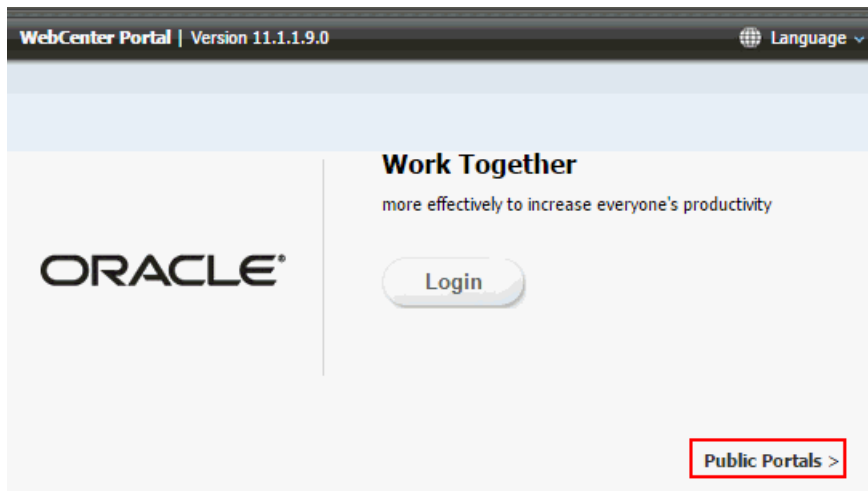 WebCenter Portal | Version 11.1.1.9.0 Language
Work Together
more effectively to increase everyone's productivity
ORACLE®
Login
Public Portals >